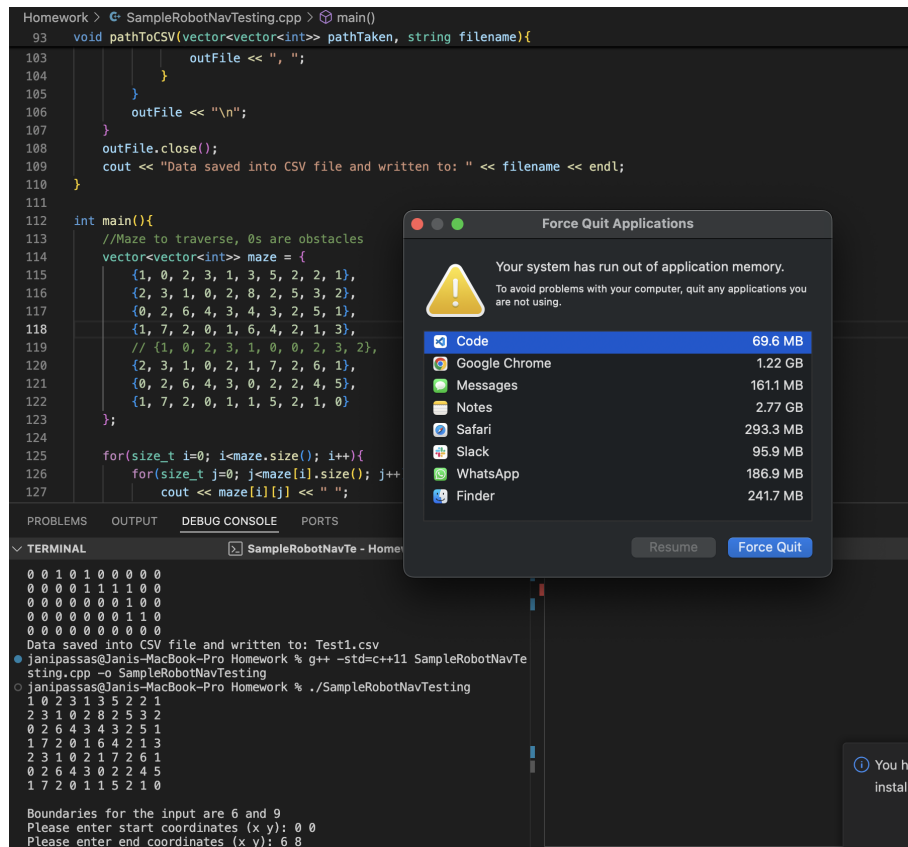 Homework > SampleRobotNavTesting.cpp > main()
93 void pathToCSV(vector<vector<int>> pathTaken, string filename){
103 outFile << ", ";
104 }
105 }
106 outFile << "\n";
107 }
108 outFile.close();
109 cout << "Data saved into CSV file and written to: " << filename << endl;
110 }
111
112 int main(){
113 //Maze to traverse, 0s are obstacles
114 vector<vector<int>> maze = {
115 {1, 0, 2, 3, 1, 3, 5, 2, 2, 1},
116 {2, 3, 1, 0, 2, 8, 2, 5, 3, 2},
117 {0, 2, 6, 4, 3, 4, 3, 2, 5, 1},
118 {1, 7, 2, 0, 1, 6, 4, 2, 1, 3},
119 // {1, 0, 2, 3, 1, 0, 0, 2, 3, 2},
120 {2, 3, 1, 0, 2, 1, 7, 2, 6, 1},
121 {0, 2, 6, 4, 3, 0, 2, 2, 4, 5},
122 {1, 7, 2, 0, 1, 1, 5, 2, 1, 0}
123 };
124
125 for(size_t i=0; i<maze.size(); i++){
126 for(size_t j=0; j<maze[i].size(); j++
127 cout << maze[i][j] << " ";
Force Quit Applications
Your system has run out of application memory.
To avoid problems with your computer, quit any applications you
are not using.
Code 69.6 MB
Google Chrome 1.22 GB
Messages 161.1 MB
Notes 2.77 GB
Safari 293.3 MB
Slack 95.9 MB
WhatsApp 186.9 MB
Finder 241.7 MB
Resume Force Quit
PROBLEMS OUTPUT DEBUG CONSOLE PORTS
TERMINAL SampleRobotNavTe - Homew
0 0 1 0 1 0 0 0 0 0
0 0 0 0 1 1 1 1 0 0
0 0 0 0 0 0 0 1 0 0
0 0 0 0 0 0 0 1 1 0
0 0 0 0 0 0 0 0 0 0
Data saved into CSV file and written to: Test1.csv
janipassas@Janis-MacBook-Pro Homework % g++ -std=c++11 SampleRobotNavTe
sting.cpp -o SampleRobotNavTesting
janipassas@Janis-MacBook-Pro Homework % ./SampleRobotNavTesting
1 0 2 3 1 3 5 2 2 1
2 3 1 0 2 8 2 5 3 2
0 2 6 4 3 4 3 2 5 1
1 7 2 0 1 6 4 2 1 3
2 3 1 0 2 1 7 2 6 1
0 2 6 4 3 0 2 2 4 5
1 7 2 0 1 1 5 2 1 0
Boundaries for the input are 6 and 9
Please enter start coordinates (x y): 0 0
Please enter end coordinates (x y): 6 8
You h
instal